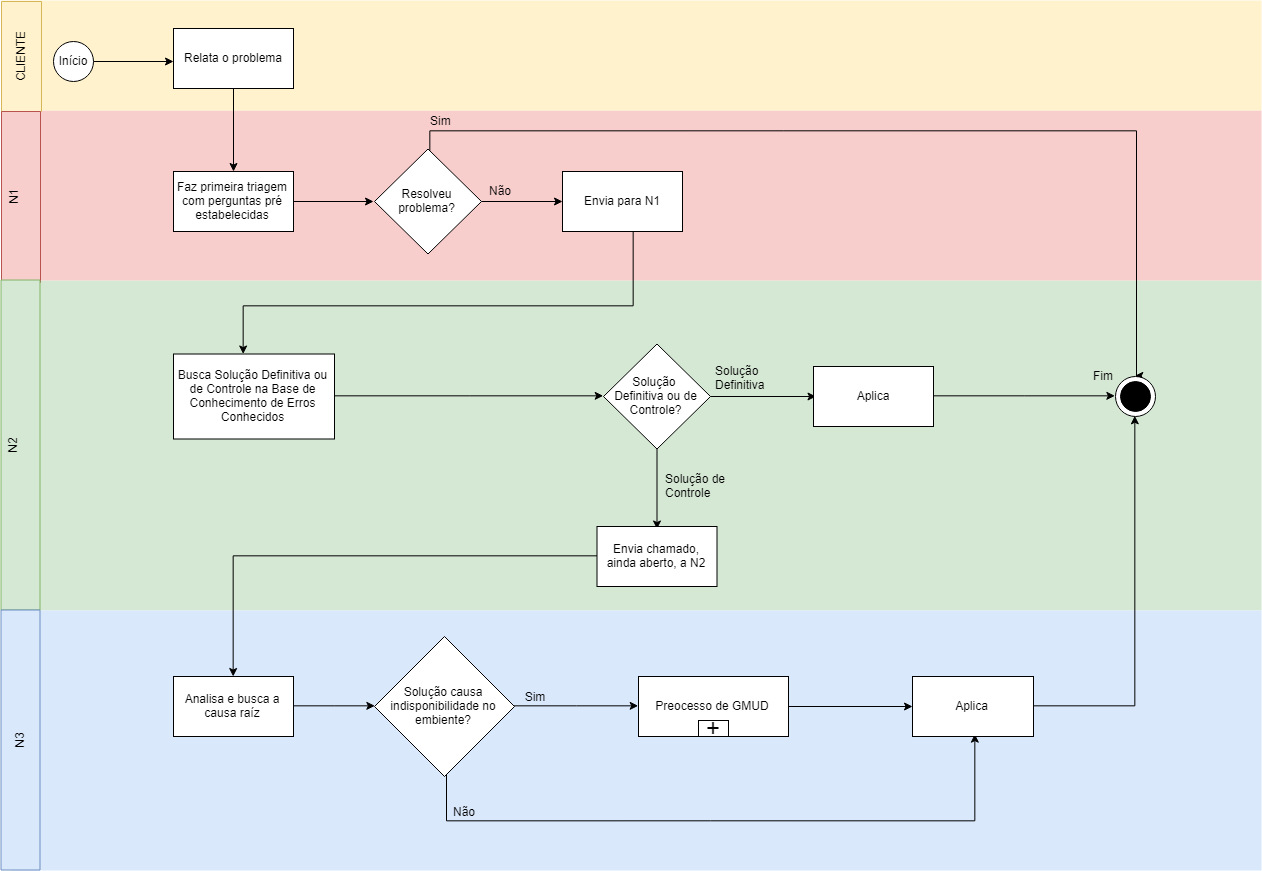 CLIENTE
Início
Relata o problema
N1
Faz primeira triagem
com perguntas pré
estabelecidas
Resolveu
problema?
Sim
Não
Envia para N1
N2
Busca Solução Definitiva ou
de Controle na Base de
Conhecimento de Erros
Conhecidos
Solução
Definitiva ou de
Controle?
Solução
Definitiva
Aplica
Fim
Solução de
Controle
Envia chamado,
ainda aberto, a N2
N3
Analisa e busca a
causa raíz
Solução causa
indisponibilidade no
embiente?
Sim
Preocesso de GMUD
Aplica
Não